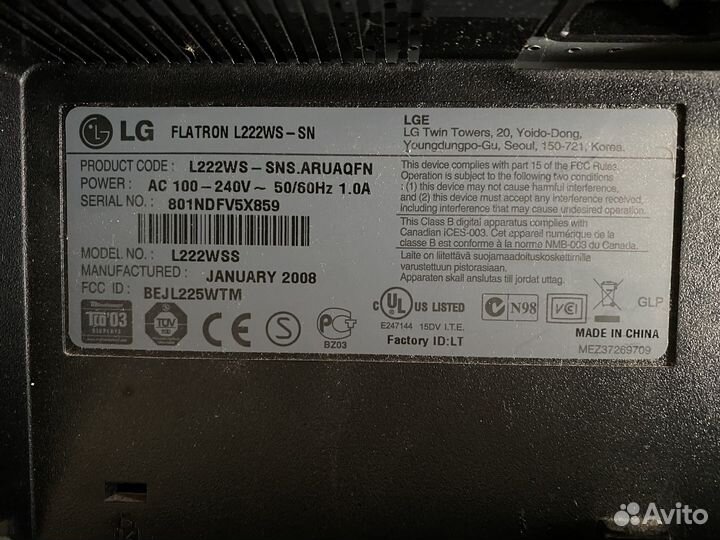 LG FLATRON L222WS-SN
PRODUCT CODE : L222WS-SNS.ARUAQFN
POWER : AC 100-240V~ 50/60Hz 1.0A
SERIAL NO. : 801NDFV5X859
MODEL NO. : L222WSS
MANUFACTURED : JANUARY 2008
FCC ID : BEJL225WTM
LGE
LG Twin Towers, 20, Yoido-Dong,
Youngdungpo-Gu, Seoul, 150-721, Korea.
This device complies with part 15 of the FCC Rules.
Operation is subject to the following two conditions
: (1) this device may not cause harmful interference,
and (2) this device must accept any interference received,
including interference that may cause undesired operation.
This Class B digital apparatus complies with
Canadian ICES-003. Cet appareil numérique de la
classe B est conforme à la norme NMB-003 du Canada.
Laite on liitettävä suojamaadoituskoskettimilla
varustettuun pistorasiaan.
Apparaten skall anslutas till jordat uttag.
TCO'03
DISPLAYS
TÜV
CE
S
PG
BZ03
c UL US LISTED
E247144 15DV I.T.E.
Factory ID:LT
N98
VCI
GLP
MADE IN CHINA
MEZ37269709
Avito